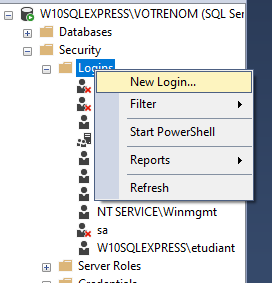 W10SQLEXPRESS\VOTRENOM (SQL Ser
Databases
Security
Logins
New Login...
Filter
Start PowerShell
Reports
Refresh
NT SERVICE\Winmgmt
sa
W10SQLEXPRESS\etudiant
Server Roles
Credentials